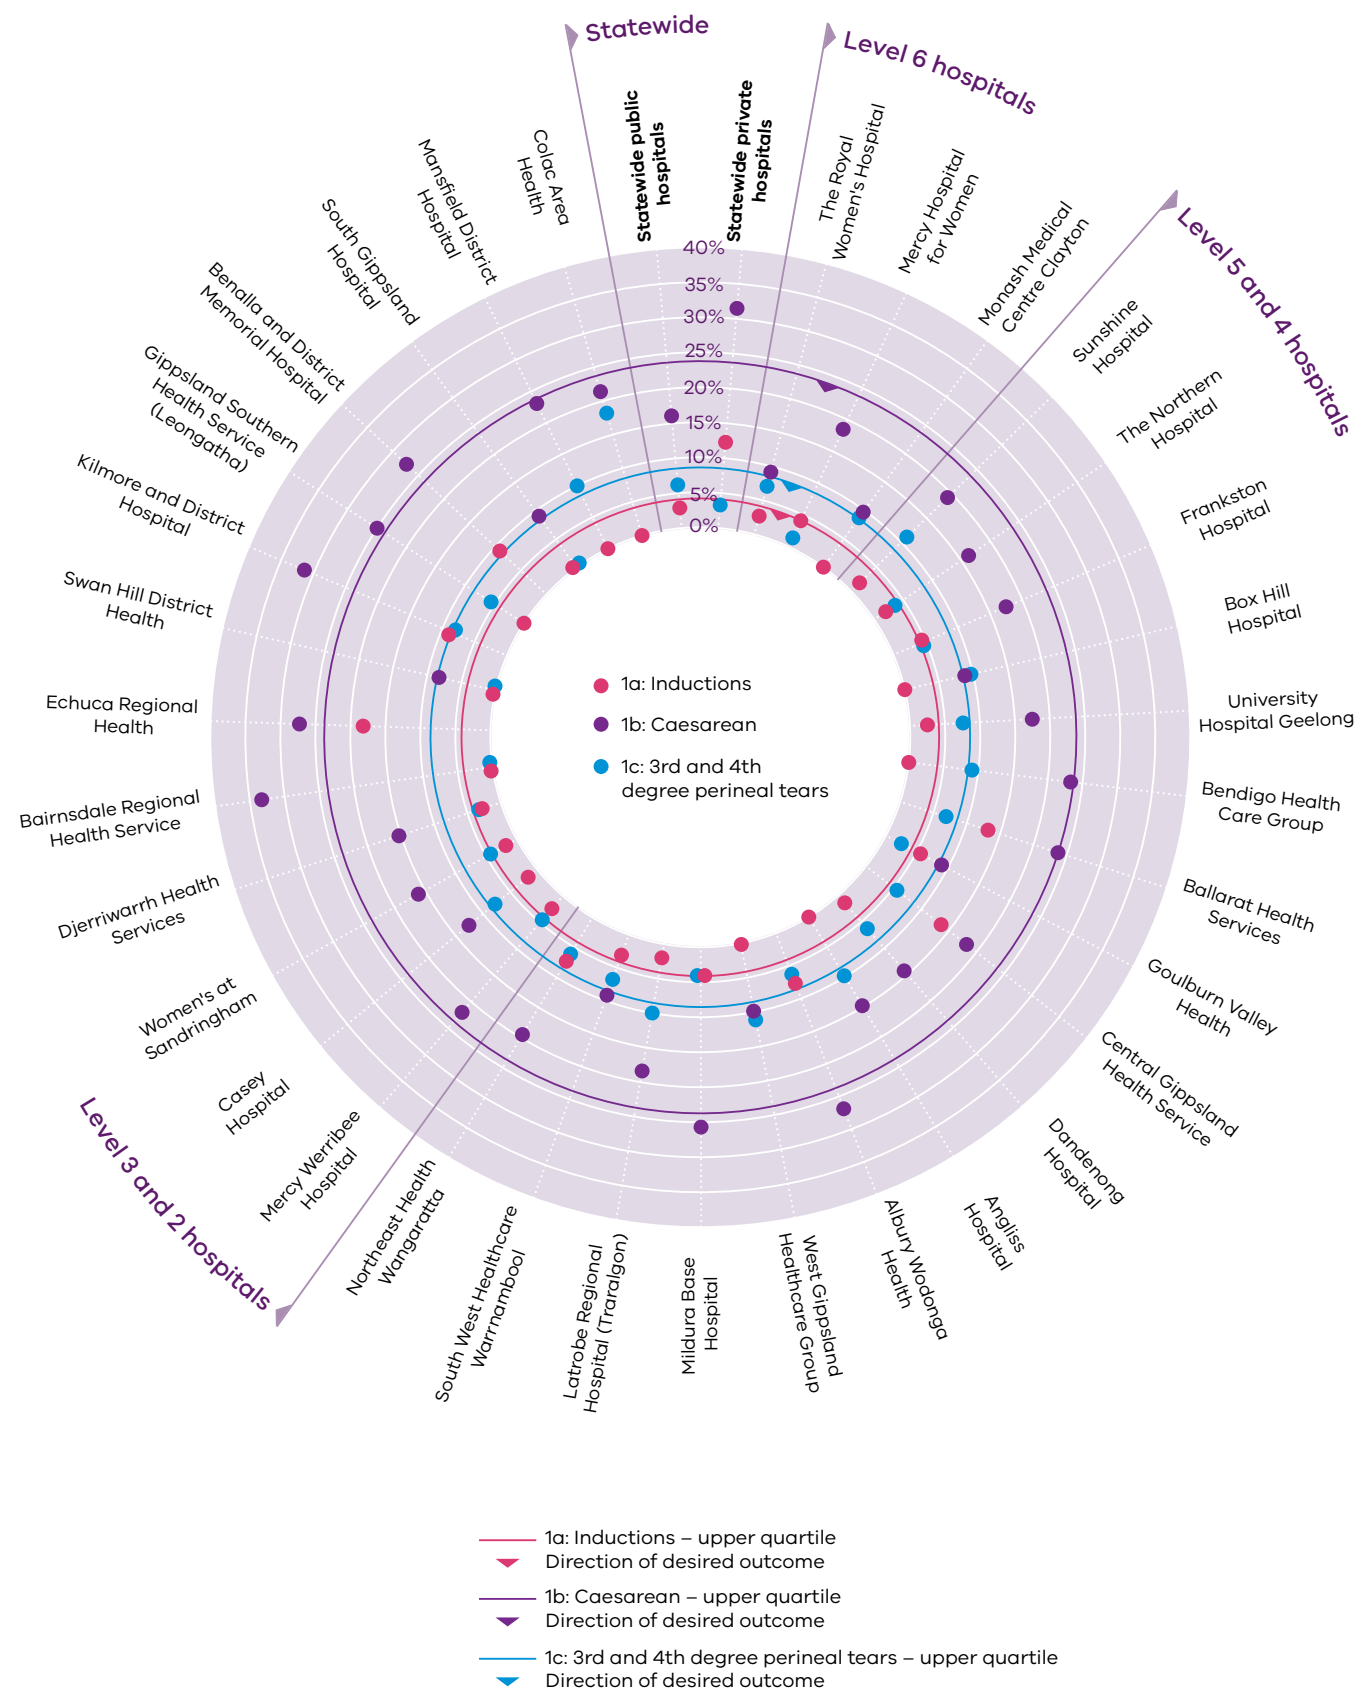 Statewide
Level 6 hospitals
Level 5 and 4 hospitals
Level 3 and 2 hospitals
Statewide public
hospitals
Statewide private
hospitals
The Royal
Women's Hospital
Mercy Hospital
for Women
Monash Medical
Centre Clayton
Sunshine
Hospital
The Northern
Hospital
Frankston
Hospital
Box Hill
Hospital
University
Hospital Geelong
Bendigo Health
Care Group
Ballarat Health
Services
Goulburn Valley
Health
Central Gippsland
Health Service
Dandenong
Hospital
Angliss
Hospital
Albury Wodonga
Health
West Gippsland
Healthcare Group
Mildura Base
Hospital
Latrobe Regional
Hospital (Traralgon)
South West Healthcare
Warrnambool
Northeast Health
Wangaratta
Mercy Werribee
Hospital
Casey
Hospital
Women's at
Sandringham
Djerriwarrh Health
Services
Bairnsdale Regional
Health Service
Echuca Regional
Health
Swan Hill District
Health
Kilmore and District
Hospital
Gippsland Southern
Health Service
(Leongatha)
Benalla and District
Memorial Hospital
South Gippsland
Hospital
Mansfield District
Hospital
Colac Area
Health
40%
35%
30%
25%
20%
15%
10%
5%
0%
1a: Inductions
1b: Caesarean
1c: 3rd and 4th
degree perineal tears
1a: Inductions – upper quartile
Direction of desired outcome
1b: Caesarean – upper quartile
Direction of desired outcome
1c: 3rd and 4th degree perineal tears – upper quartile
Direction of desired outcome